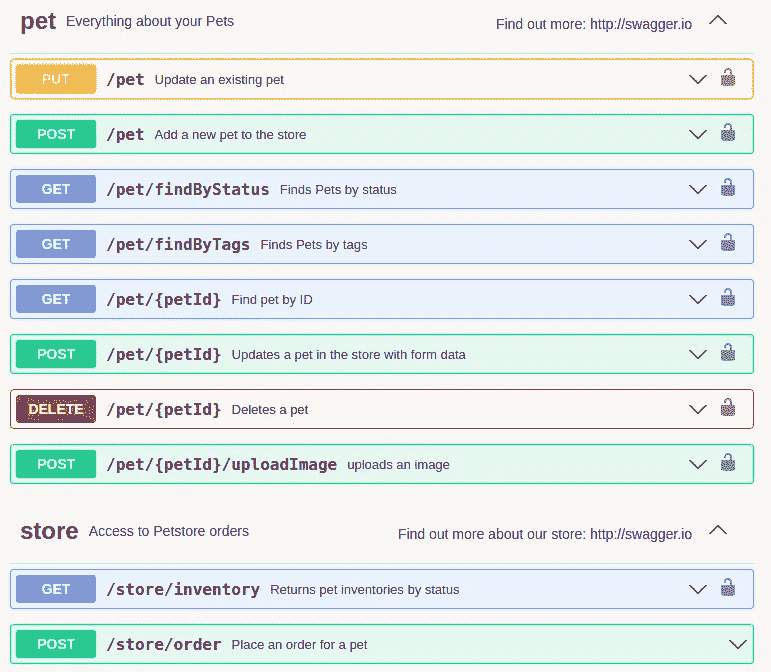 pet Everything about your Pets Find out more: http://swagger.io
PUT /pet Update an existing pet
POST /pet Add a new pet to the store
GET /pet/findByStatus Finds Pets by status
GET /pet/findByTags Finds Pets by tags
GET /pet/{petId} Find pet by ID
POST /pet/{petId} Updates a pet in the store with form data
DELETE /pet/{petId} Deletes a pet
POST /pet/{petId}/uploadImage uploads an image
store Access to Petstore orders Find out more about our store: http://swagger.io
GET /store/inventory Returns pet inventories by status
POST /store/order Place an order for a pet